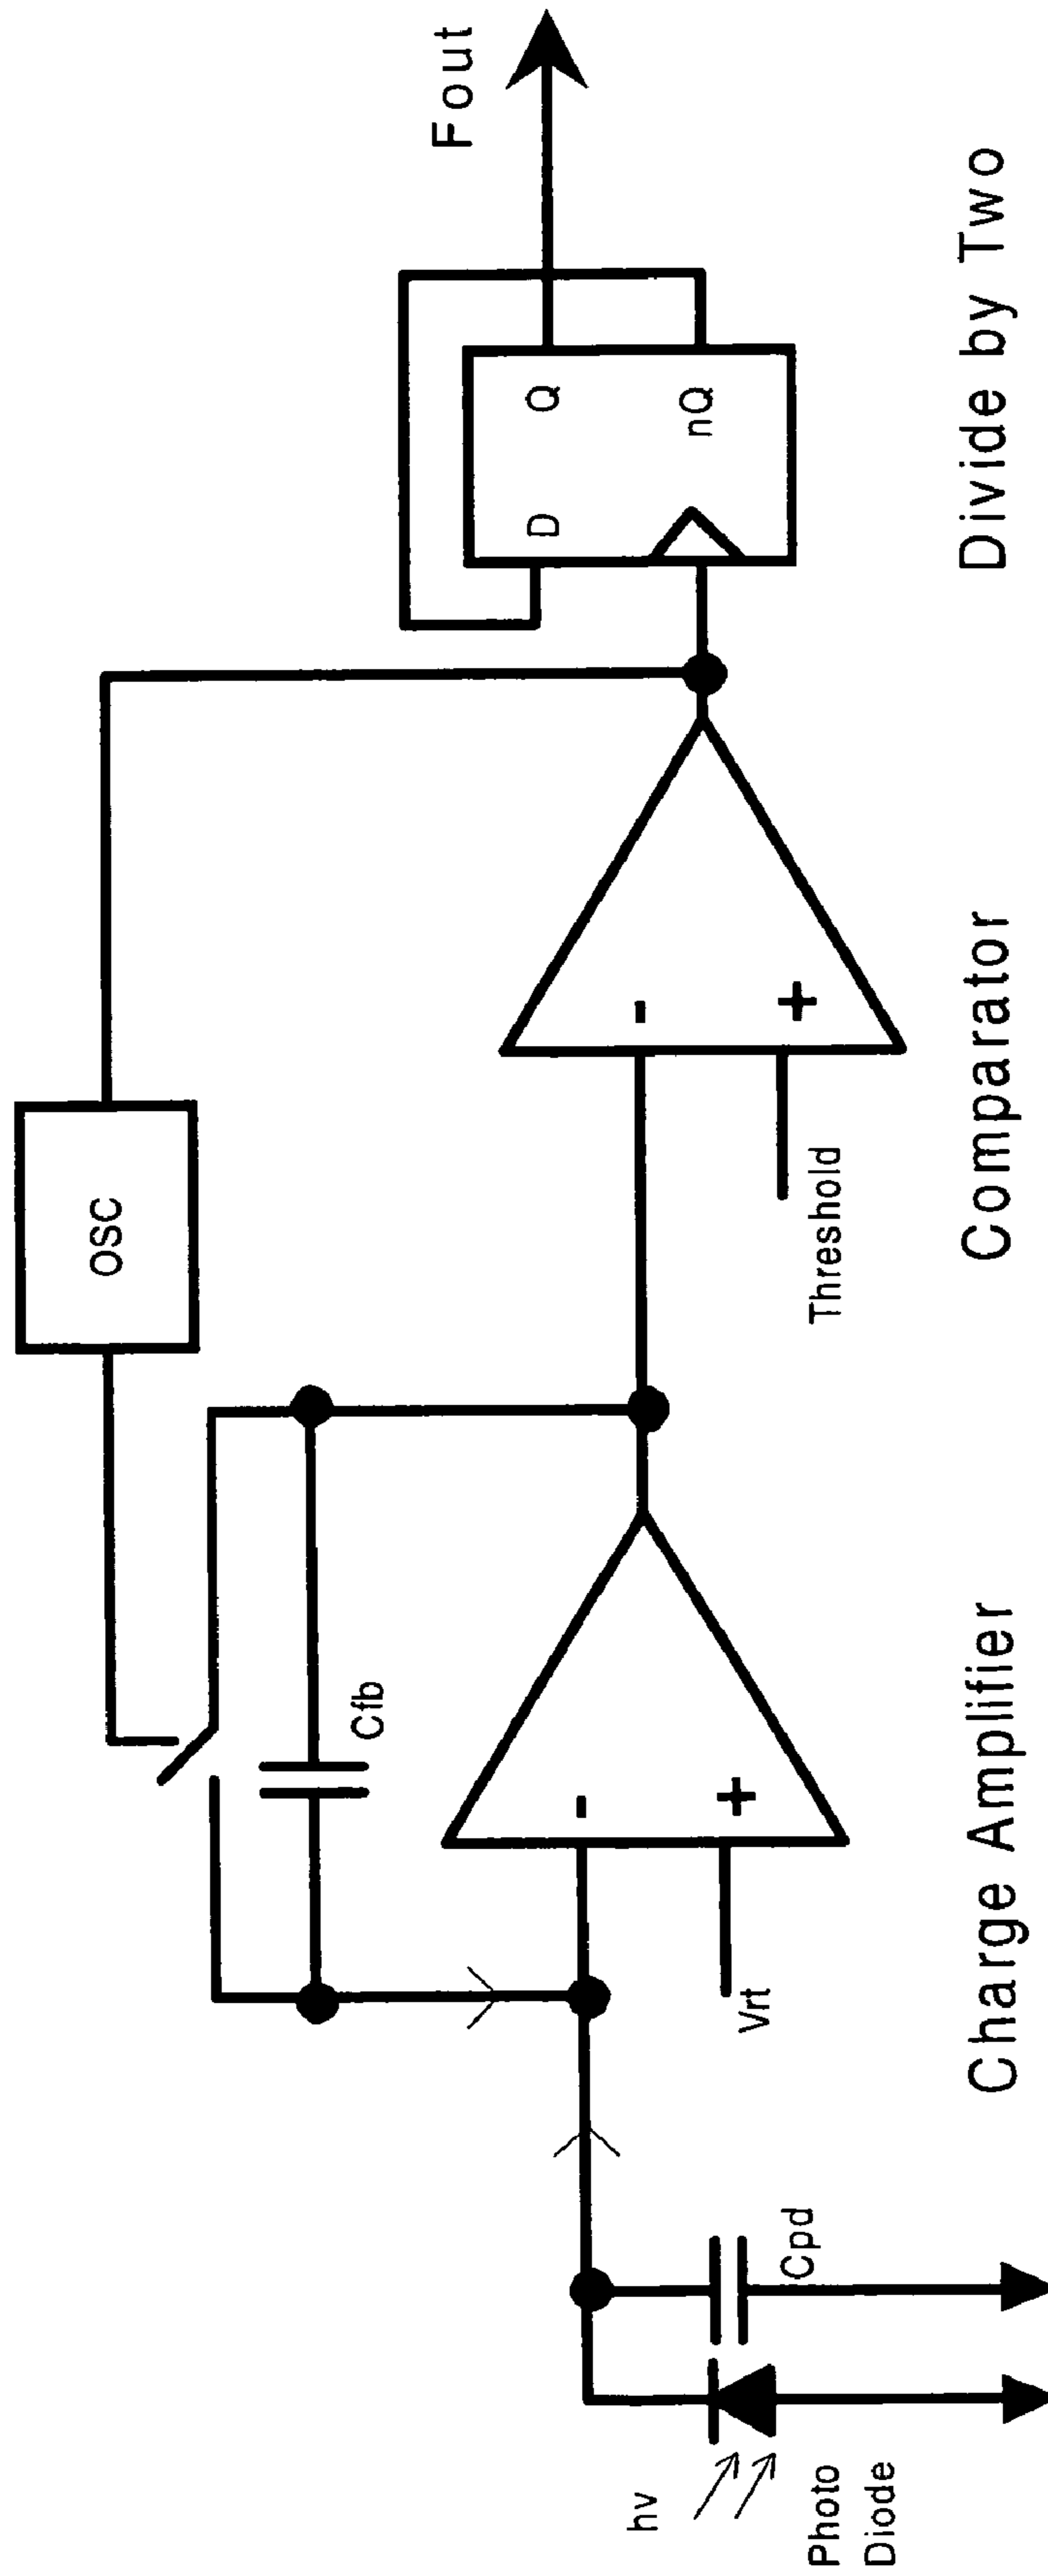 hv
Photo
Diode
Cpd
Vrt
-
+
Cfb
OSC
Threshold
-
+
D
Q
nQ
Fout
Charge Amplifier
Comparator
Divide by Two